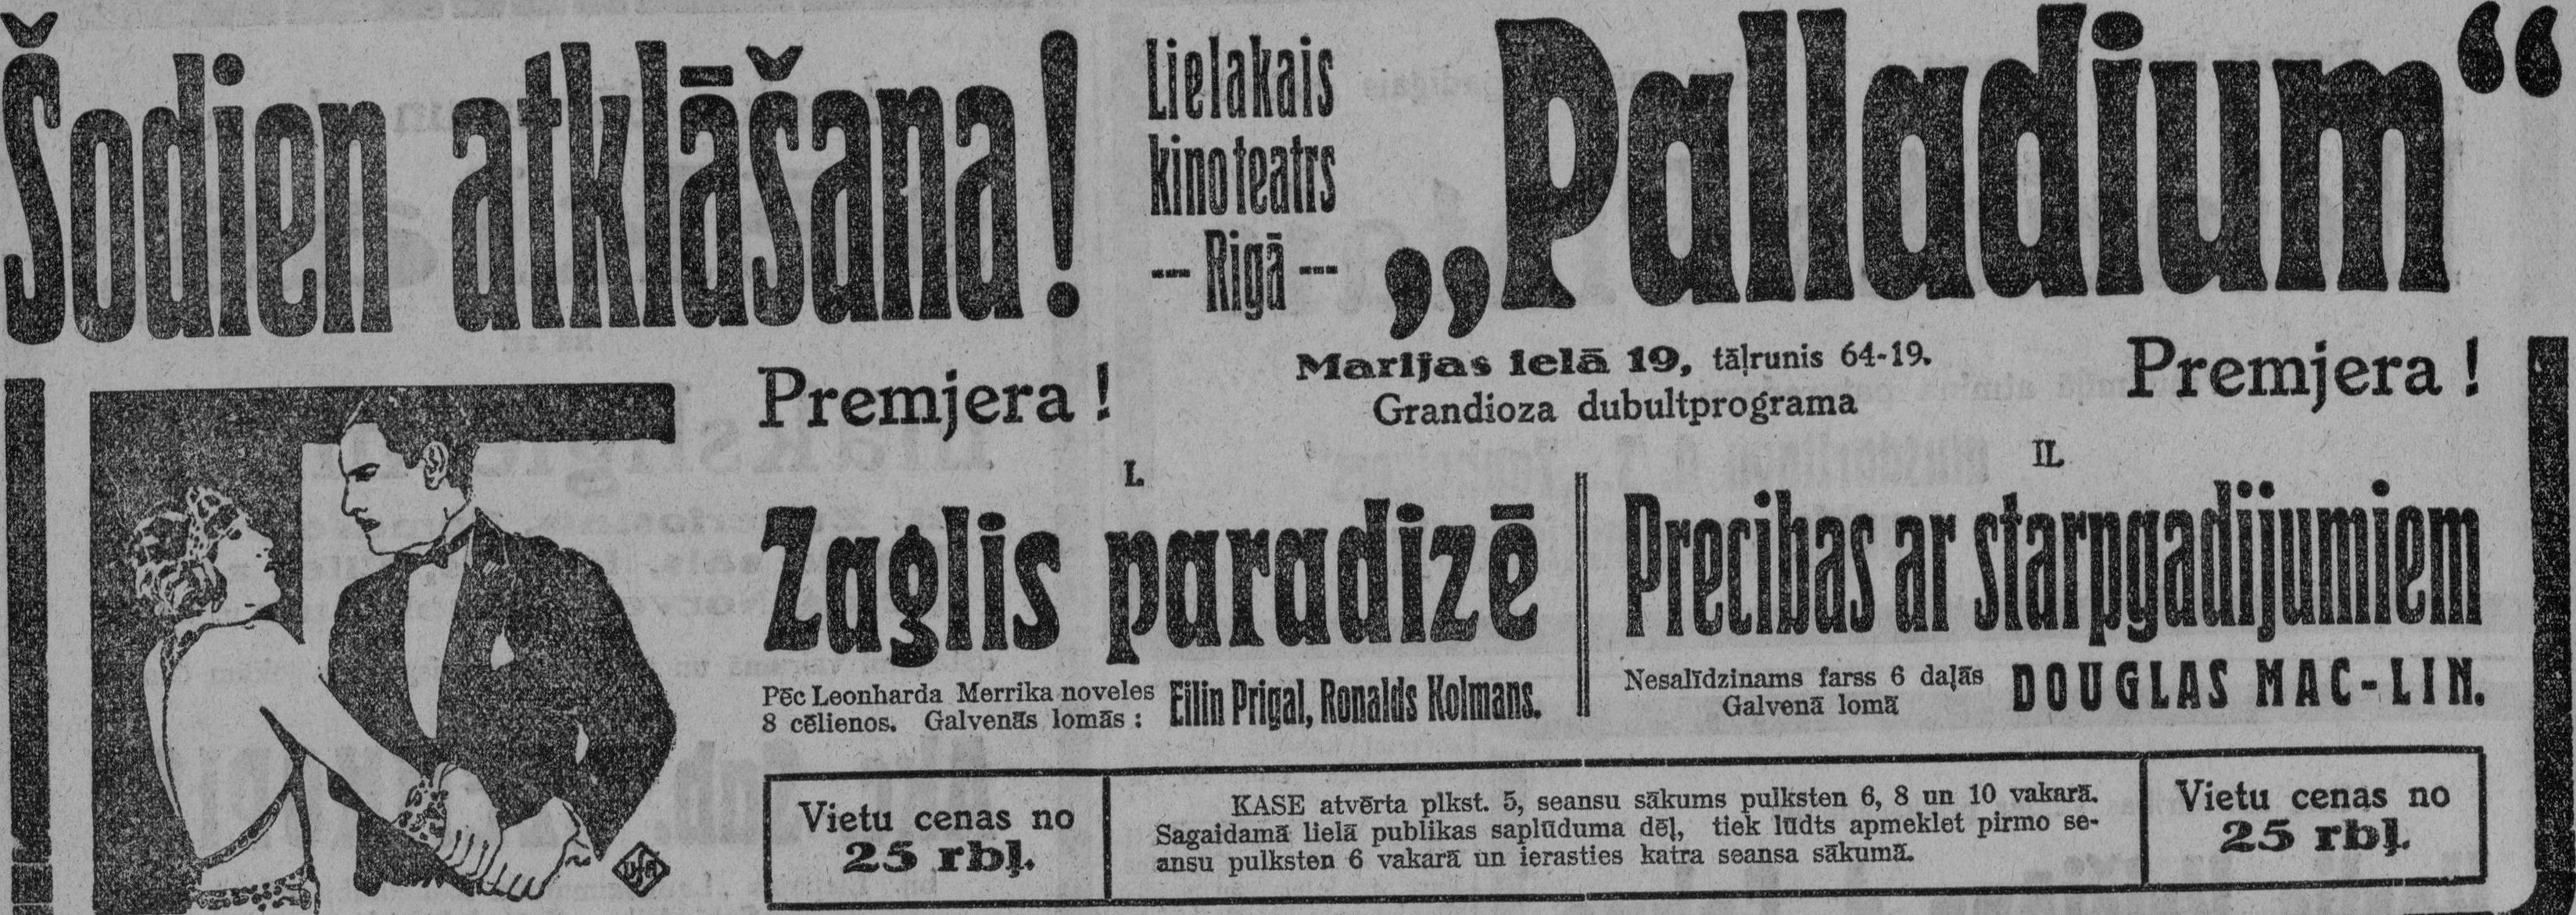 Šodien atklāšana!
Lielakais
kinoteatrs
— Rigā —
„Palladium“
Marijas ielā 19, tāļrunis 64-19.
Grandioza dubultprograma
Premjera!
Premjera!
I.
Zaglis paradizē
Pēc Leonharda Merrika noveles
8 cēlienos. Galvenās lomās:
Eilin Prigal, Ronalds Kolmans.
II.
Precibas ar starpgadijumiem
Nesalīdzinams farss 6 daļās
Galvenā lomā
DOUGLAS MAC-LIN.
Vietu cenas no
25 rbļ.
KASE atvērta plkst. 5, seansu sākums pulksten 6, 8 un 10 vakarā.
Sagaidamā lielā publikas saplūduma dēļ, tiek lūdts apmeklet pirmo se-
ansu pulksten 6 vakarā un ierasties katra seansa sākumā.
Vietu cenas no
25 rbļ.
Ufa